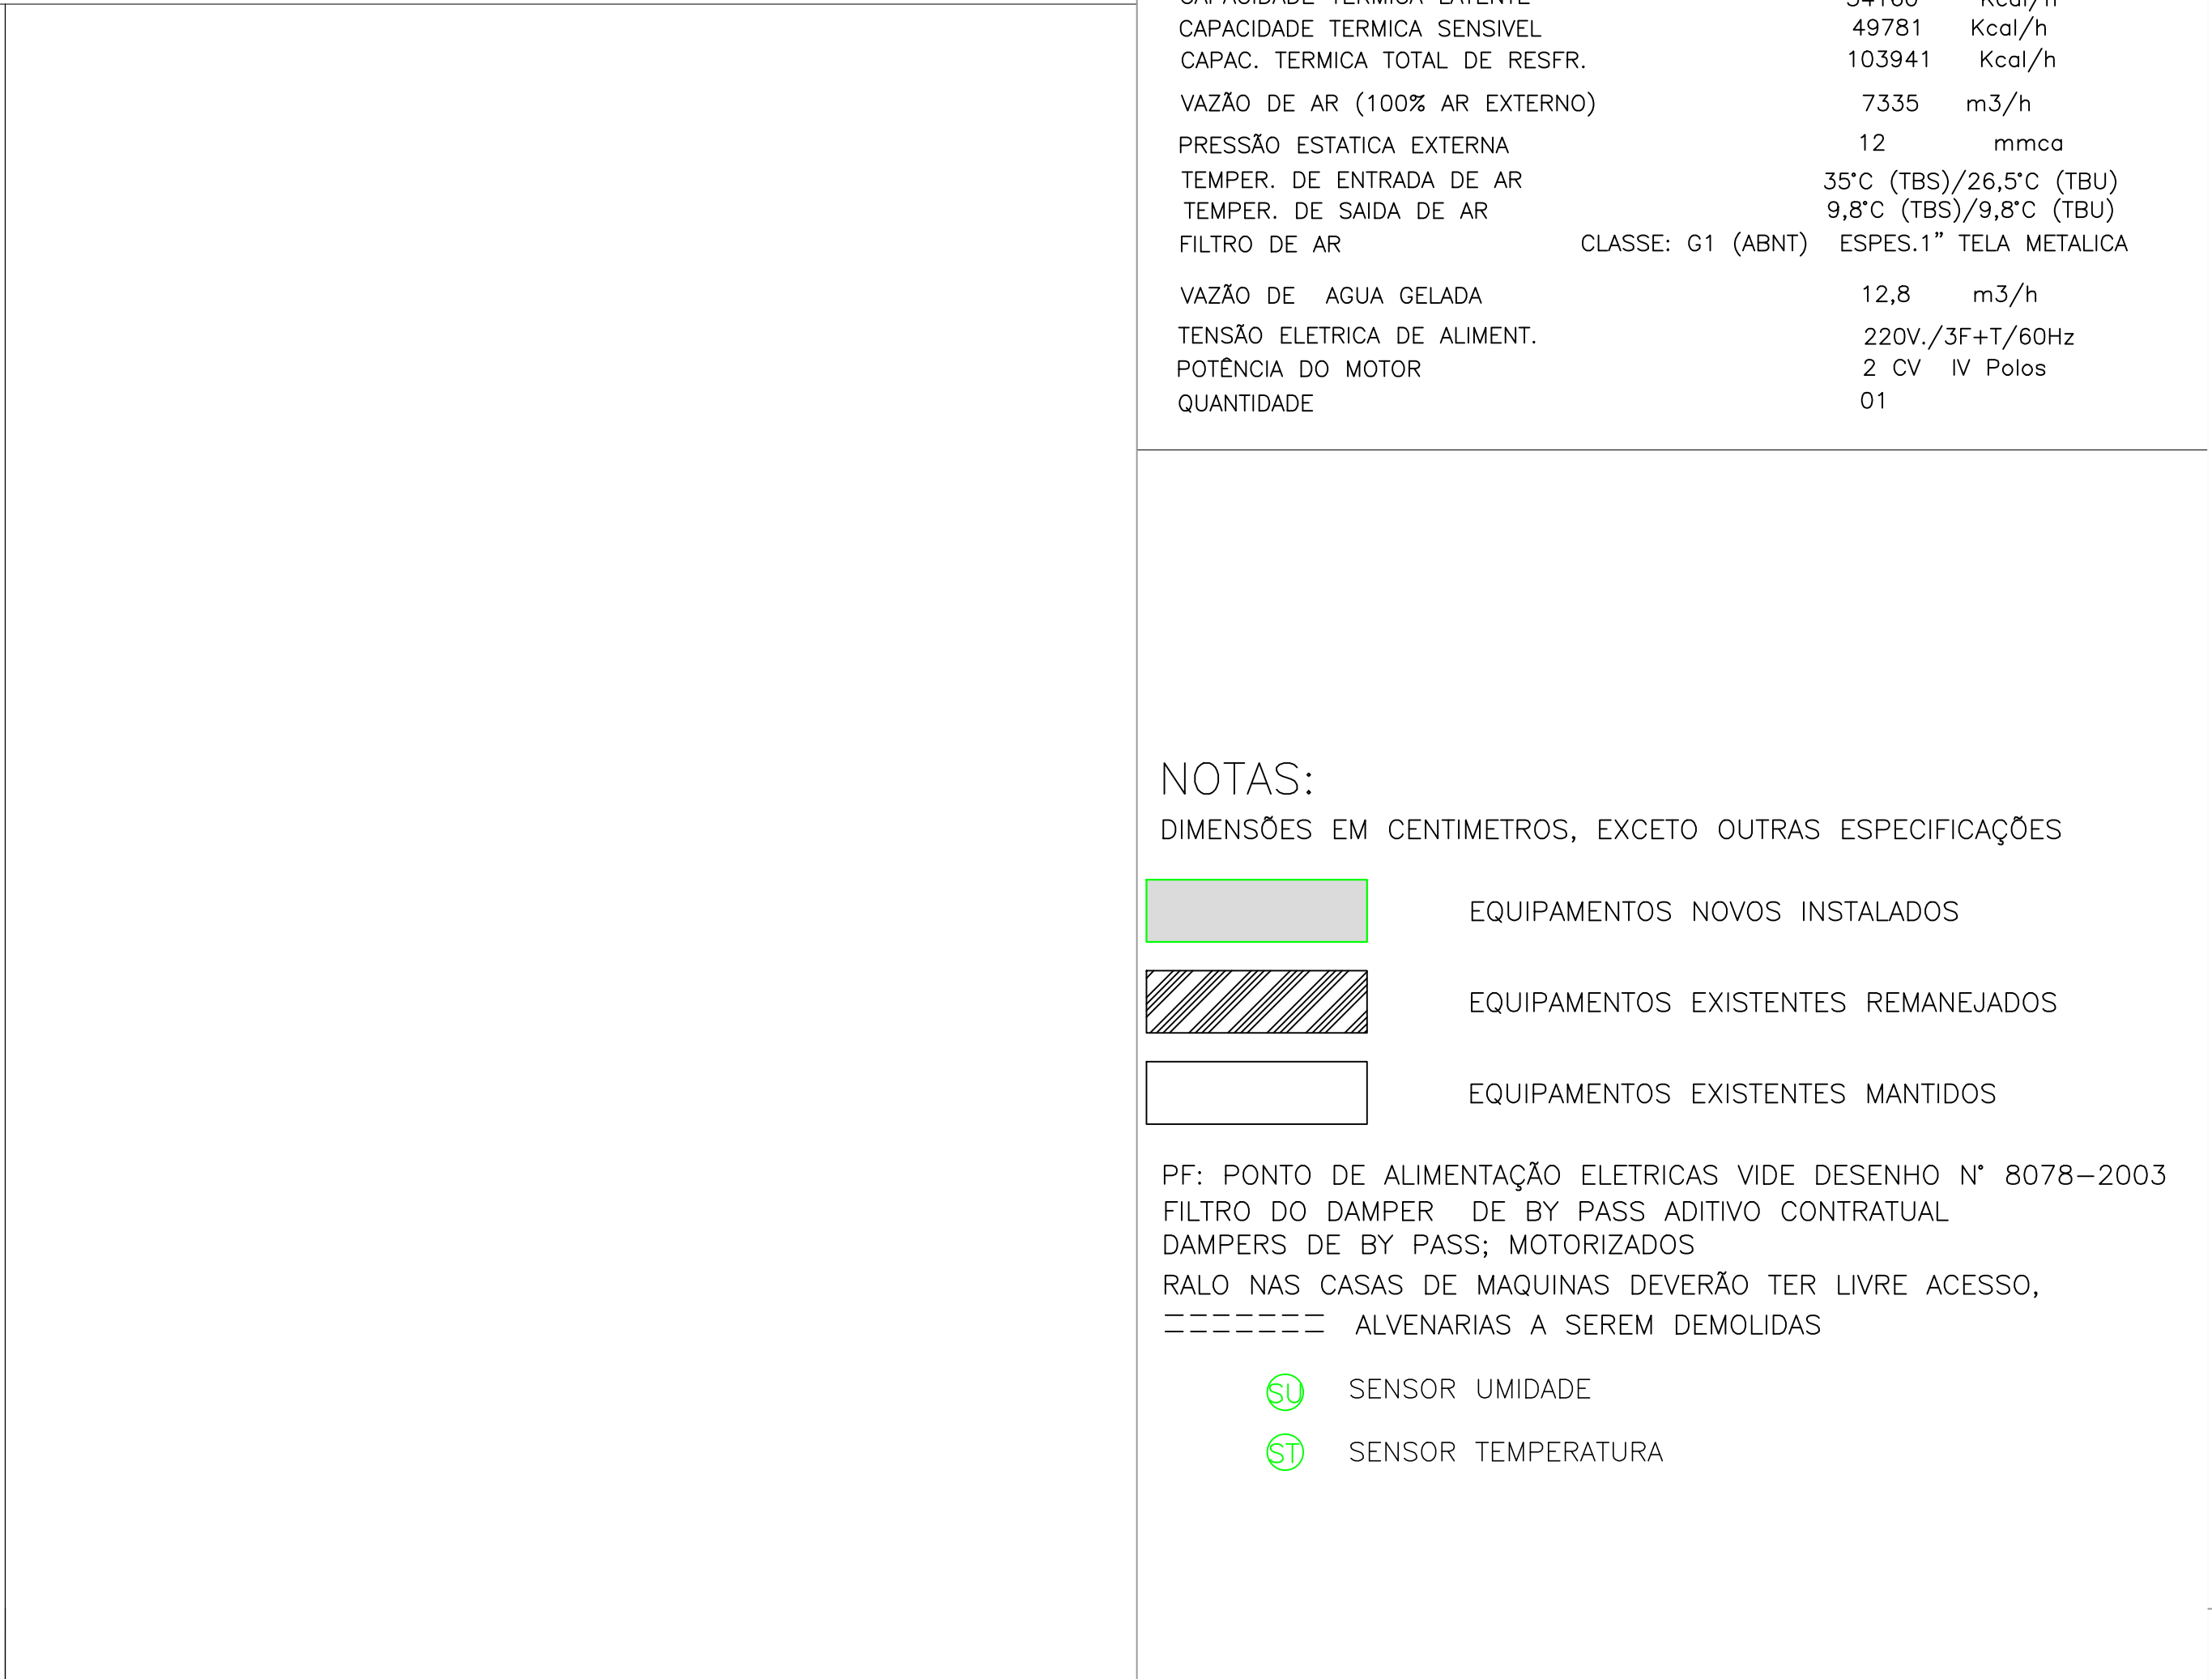 CAPACIDADE TERMICA LATENTE 54160 Kcal/h
CAPACIDADE TERMICA SENSIVEL 49781 Kcal/h
CAPAC. TERMICA TOTAL DE RESFR. 103941 Kcal/h
VAZÃO DE AR (100% AR EXTERNO) 7335 m3/h
PRESSÃO ESTATICA EXTERNA 12 mmca
TEMPER. DE ENTRADA DE AR 35°C (TBS)/26,5°C (TBU)
TEMPER. DE SAIDA DE AR 9,8°C (TBS)/9,8°C (TBU)
FILTRO DE AR CLASSE: G1 (ABNT) ESPES.1” TELA METALICA
VAZÃO DE AGUA GELADA 12,8 m3/h
TENSÃO ELETRICA DE ALIMENT. 220V./3F+T/60Hz
POTÊNCIA DO MOTOR 2 CV IV Polos
QUANTIDADE 01
NOTAS:
DIMENSÕES EM CENTIMETROS, EXCETO OUTRAS ESPECIFICAÇÕES
EQUIPAMENTOS NOVOS INSTALADOS
EQUIPAMENTOS EXISTENTES REMANEJADOS
EQUIPAMENTOS EXISTENTES MANTIDOS
PF: PONTO DE ALIMENTAÇÃO ELETRICAS VIDE DESENHO N° 8078-2003
FILTRO DO DAMPER DE BY PASS ADITIVO CONTRATUAL
DAMPERS DE BY PASS; MOTORIZADOS
RALO NAS CASAS DE MAQUINAS DEVERÃO TER LIVRE ACESSO,
ALVENARIAS A SEREM DEMOLIDAS
SU SENSOR UMIDADE
ST SENSOR TEMPERATURA